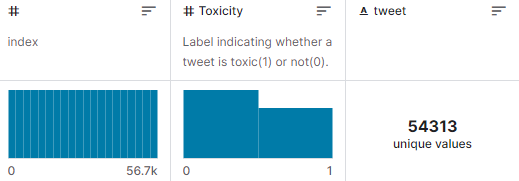 #
# Toxicity
A tweet
index
Label indicating whether a
tweet is toxic(1) or not(0).
0 56.7k
0 1
54313
unique values